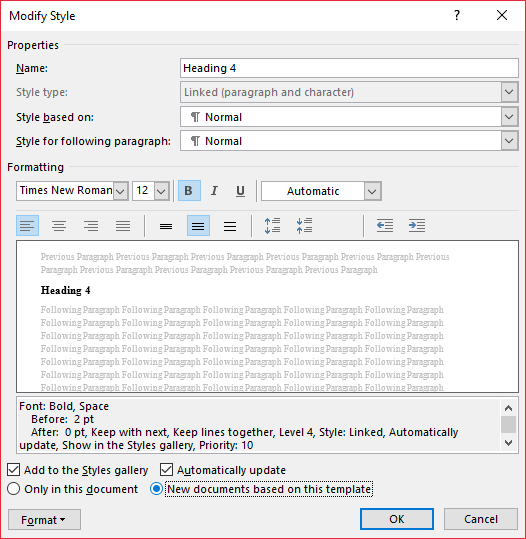 Modify Style
?
Properties
Name: Heading 4
Style type: Linked (paragraph and character)
Style based on: ¶ Normal
Style for following paragraph: ¶ Normal
Formatting
Times New Roman 12 B I U Automatic
Previous Paragraph Previous Paragraph Previous Paragraph Previous Paragraph Previous Paragraph
Paragraph Previous Paragraph Previous Paragraph Previous Paragraph Previous Paragraph
Heading 4
Following Paragraph Following Paragraph Following Paragraph Following Paragraph Following Paragraph
Following Paragraph Following Paragraph Following Paragraph Following Paragraph Following Paragraph
Following Paragraph Following Paragraph Following Paragraph Following Paragraph Following Paragraph
Following Paragraph Following Paragraph Following Paragraph Following Paragraph Following Paragraph
Following Paragraph Following Paragraph Following Paragraph Following Paragraph Following Paragraph
Following Paragraph Following Paragraph Following Paragraph Following Paragraph Following Paragraph
Following Paragraph Following Paragraph Following Paragraph Following Paragraph Following Paragraph
Font: Bold, Space
Before: 2 pt
After: 0 pt, Keep with next, Keep lines together, Level 4, Style: Linked, Automatically
update, Show in the Styles gallery, Priority: 10
Add to the Styles gallery Automatically update
Only in this document New documents based on this template
Format OK Cancel